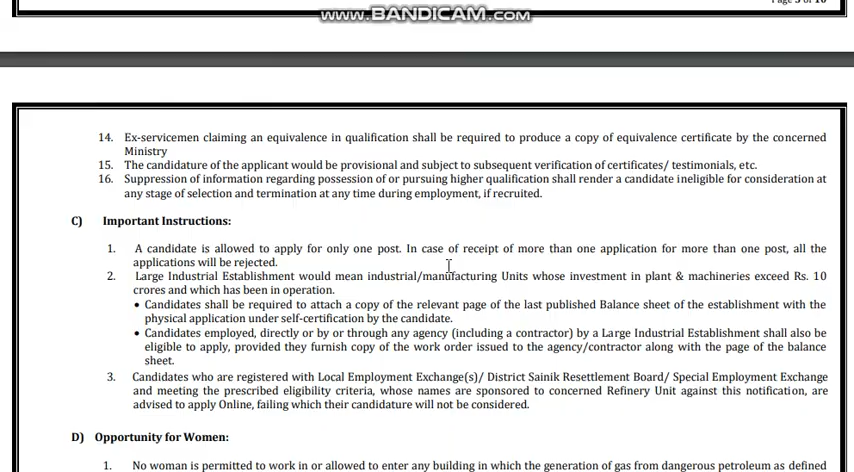 Page 5 of 16
www.BANDICAM.com
14. Ex-servicemen claiming an equivalence in qualification shall be required to produce a copy of equivalence certificate by the concerned
Ministry
15. The candidature of the applicant would be provisional and subject to subsequent verification of certificates/ testimonials, etc.
16. Suppression of information regarding possession of or pursuing higher qualification shall render a candidate ineligible for consideration at
any stage of selection and termination at any time during employment, if recruited.
C) Important Instructions:
1. A candidate is allowed to apply for only one post. In case of receipt of more than one application for more than one post, all the
applications will be rejected.
2. Large Industrial Establishment would mean industrial/manufacturing Units whose investment in plant & machineries exceed Rs. 10
crores and which has been in operation.
• Candidates shall be required to attach a copy of the relevant page of the last published Balance sheet of the establishment with the
physical application under self-certification by the candidate.
• Candidates employed, directly or by or through any agency (including a contractor) by a Large Industrial Establishment shall also be
eligible to apply, provided they furnish copy of the work order issued to the agency/contractor along with the page of the balance
sheet.
3. Candidates who are registered with Local Employment Exchange(s)/ District Sainik Resettlement Board/ Special Employment Exchange
and meeting the prescribed eligibility criteria, whose names are sponsored to concerned Refinery Unit against this notification, are
advised to apply Online, failing which their candidature will not be considered.
D) Opportunity for Women:
1. No woman is permitted to work in or allowed to enter any building in which the generation of gas from dangerous petroleum as defined